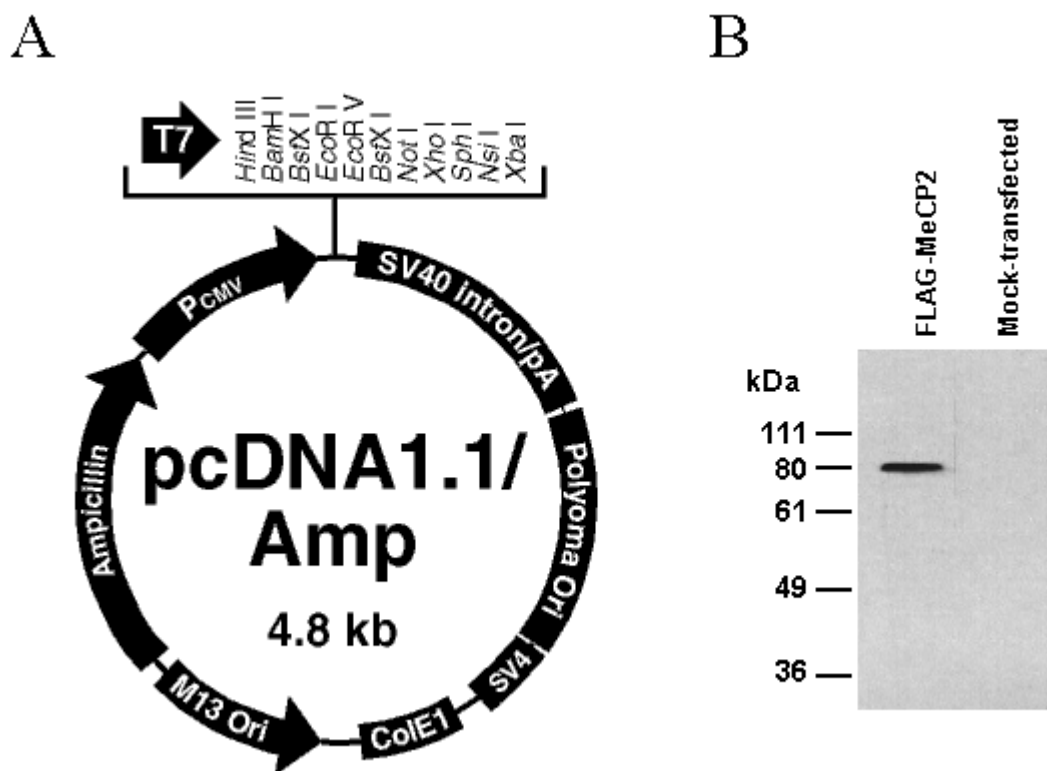 A
B
T7
Hind III
BamH I
BstX I
EcoR I
EcoR V
BstX I
Not I
Xho I
Sph I
Nsi I
Xba I
PCMV
SV40 intron/pA
Polyoma Ori
SV4
ColE1
M13 Ori
Ampicillin
pcDNA1.1/
Amp
4.8 kb
FLAG-MeCP2
Mock-transfected
kDa
111
80
61
49
36